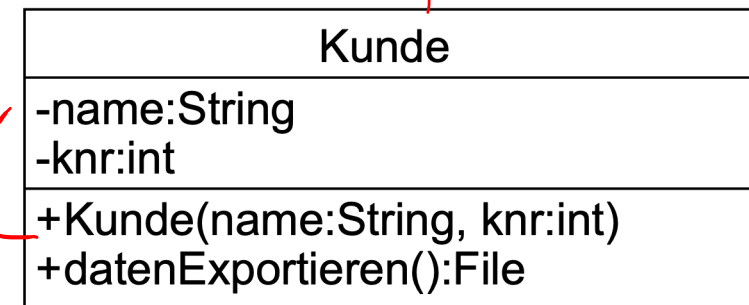 Kunde
-name:String
-knr:int
+Kunde(name:String, knr:int)
+datenExportieren():File